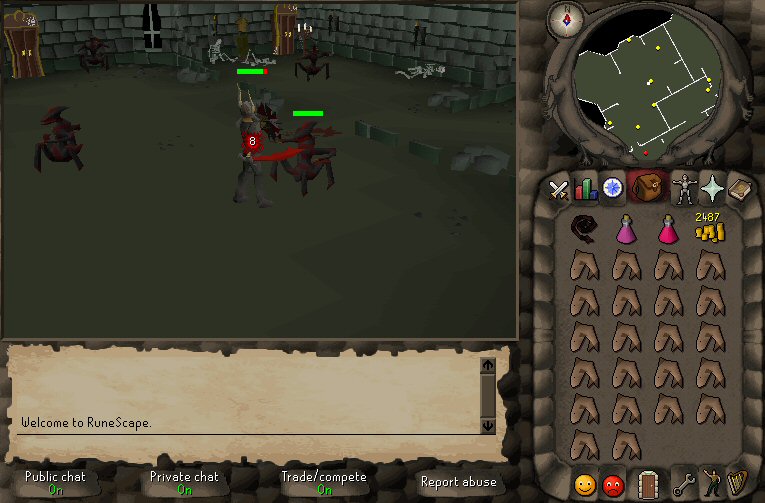 N
8
2487
Welcome to RuneScape.
Public chat
On
Private chat
On
Trade/compete
On
Report abuse